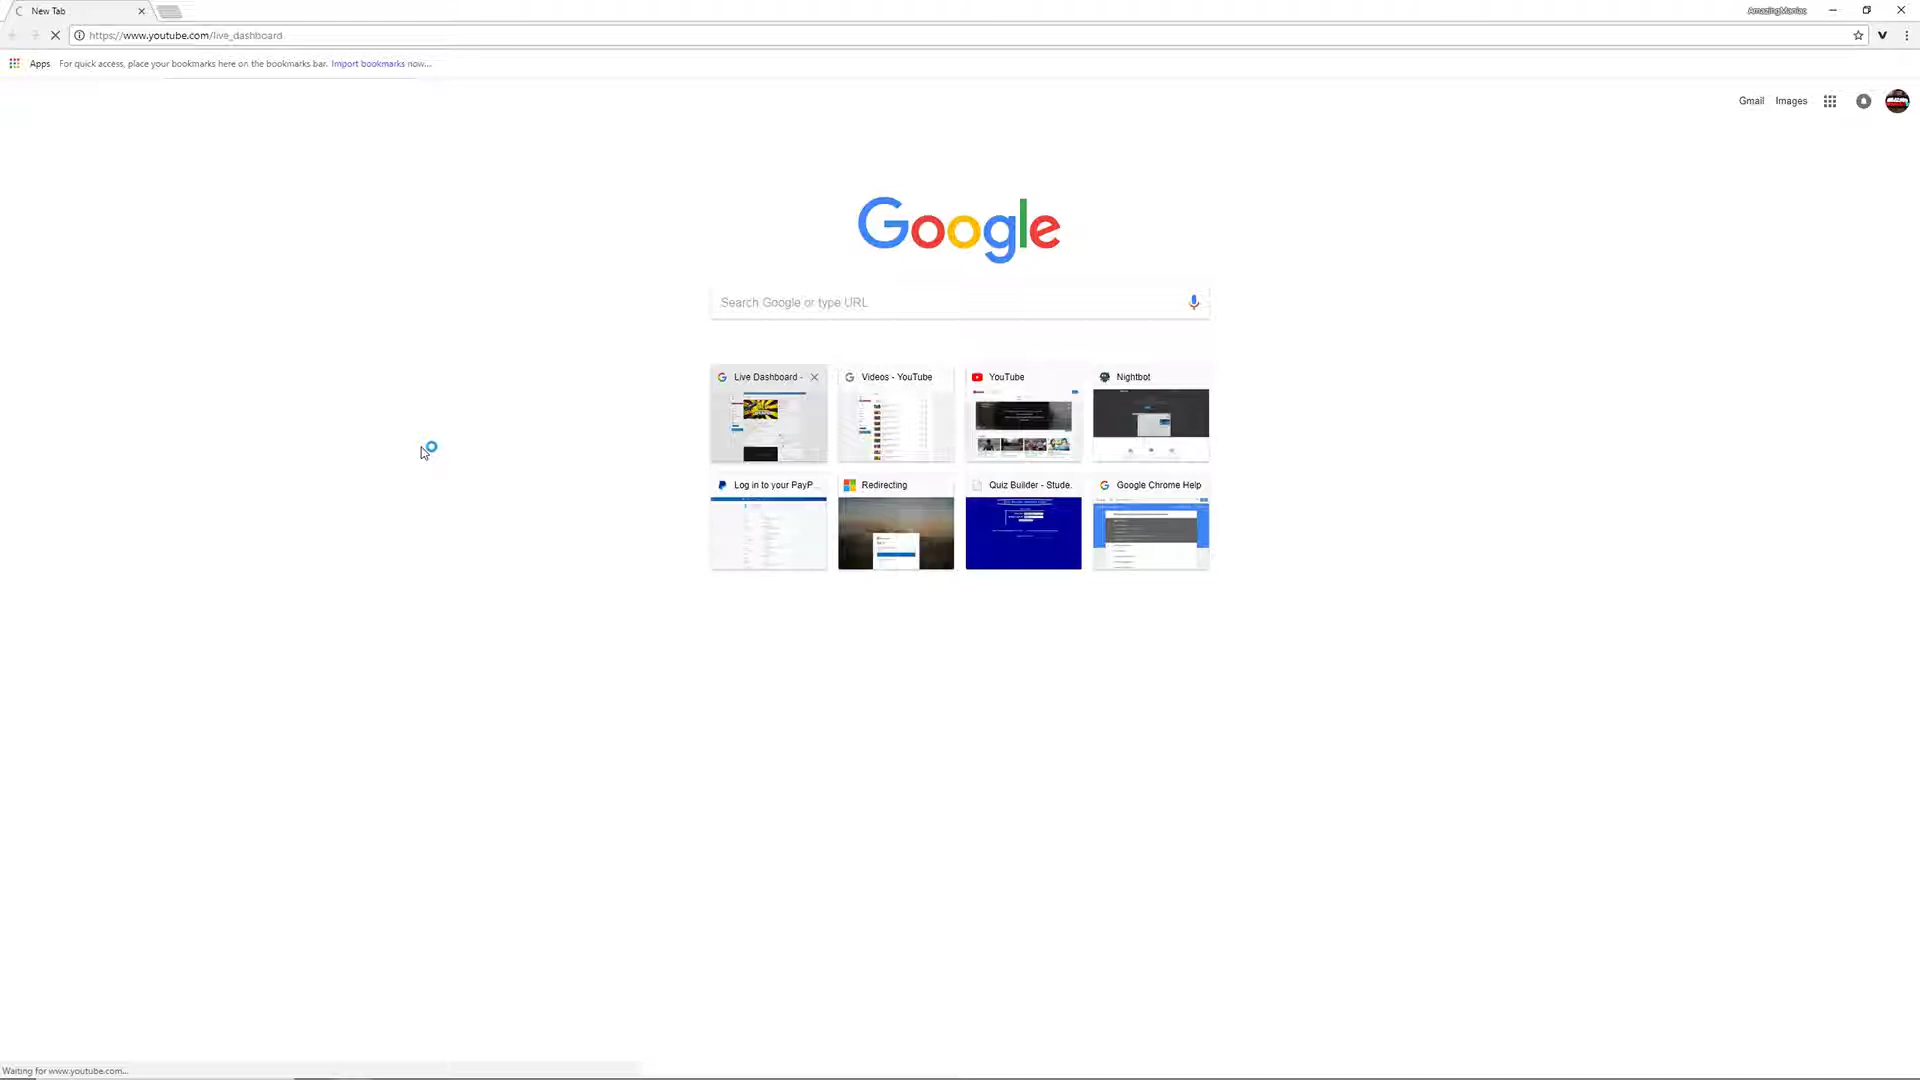 New Tab
AmazingManiac
https://www.youtube.com/live_dashboard
Apps For quick access, place your bookmarks here on the bookmarks bar. Import bookmarks now...
Gmail Images
Google
Search Google or type URL
Live Dashboard - Videos - YouTube YouTube Nightbot
Log in to your PayP... Redirecting Quiz Builder - Stude. Google Chrome Help
Waiting for www.youtube.com...